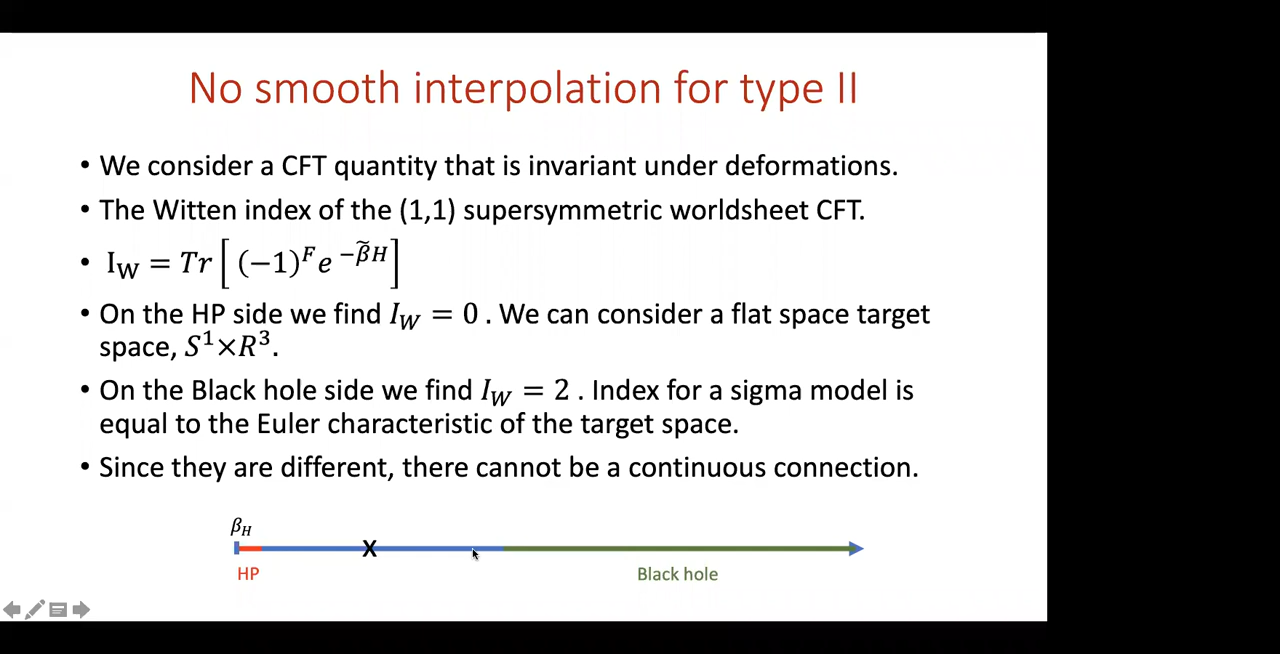 No smooth interpolation for type II
• We consider a CFT quantity that is invariant under deformations.
• The Witten index of the (1,1) supersymmetric worldsheet CFT.
• I_W = Tr[ (−1)^F e^{−β̃H} ]
• On the HP side we find I_W = 0 . We can consider a flat space target
space, S¹×R³.
• On the Black hole side we find I_W = 2 . Index for a sigma model is
equal to the Euler characteristic of the target space.
• Since they are different, there cannot be a continuous connection.
β_H
X
HP
Black hole